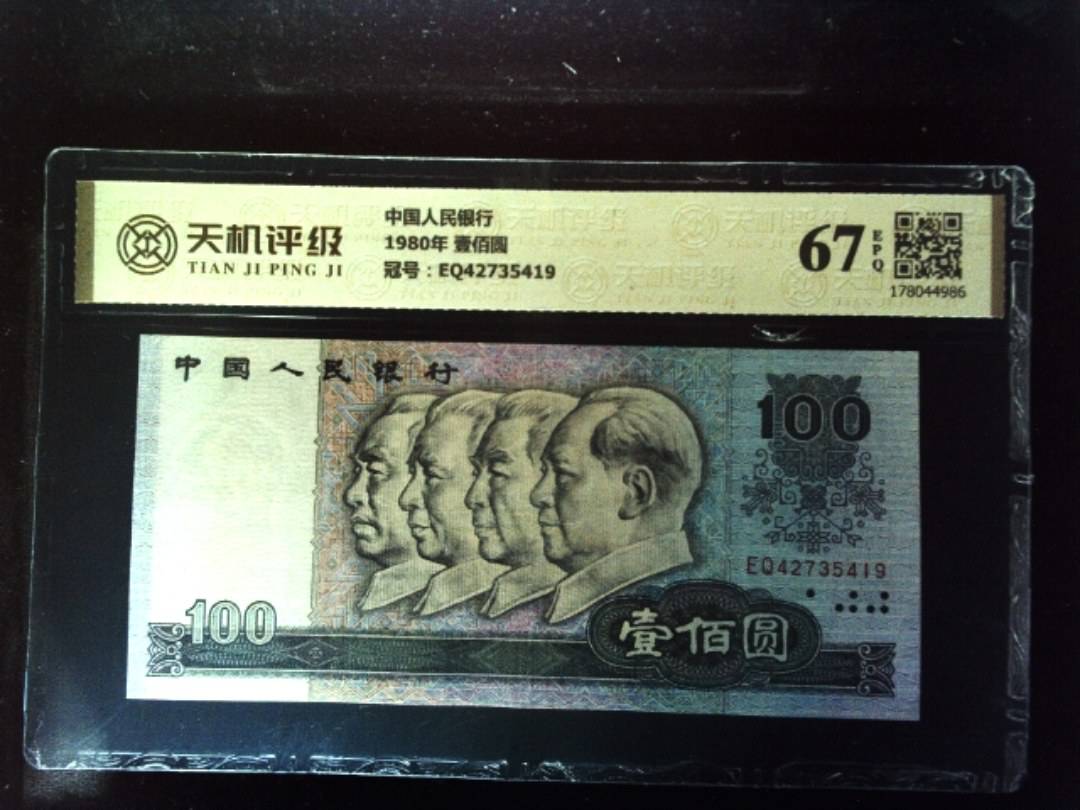 天机评级
TIAN JI PING JI
中国人民银行
1980年 壹佰圆
冠号：EQ42735419
67
EPQ
178044986
中国人民银行
100
EQ42735419
100
壹佰圆